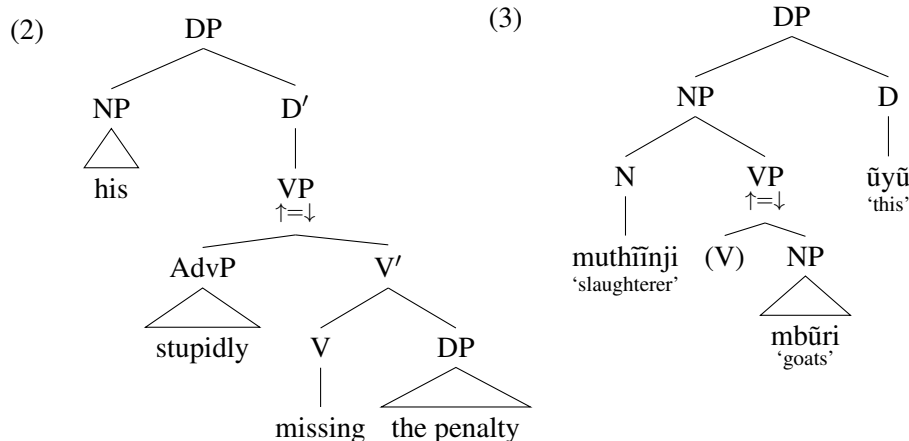 (2)
DP
NP D′
his
VP
↑=↓
AdvP V′
stupidly
V DP
missing the penalty
(3)
DP
NP D
N VP ũyũ
↑=↓ ‘this’
muthĩĩnji (V) NP
‘slaughterer’
mbũri
‘goats’